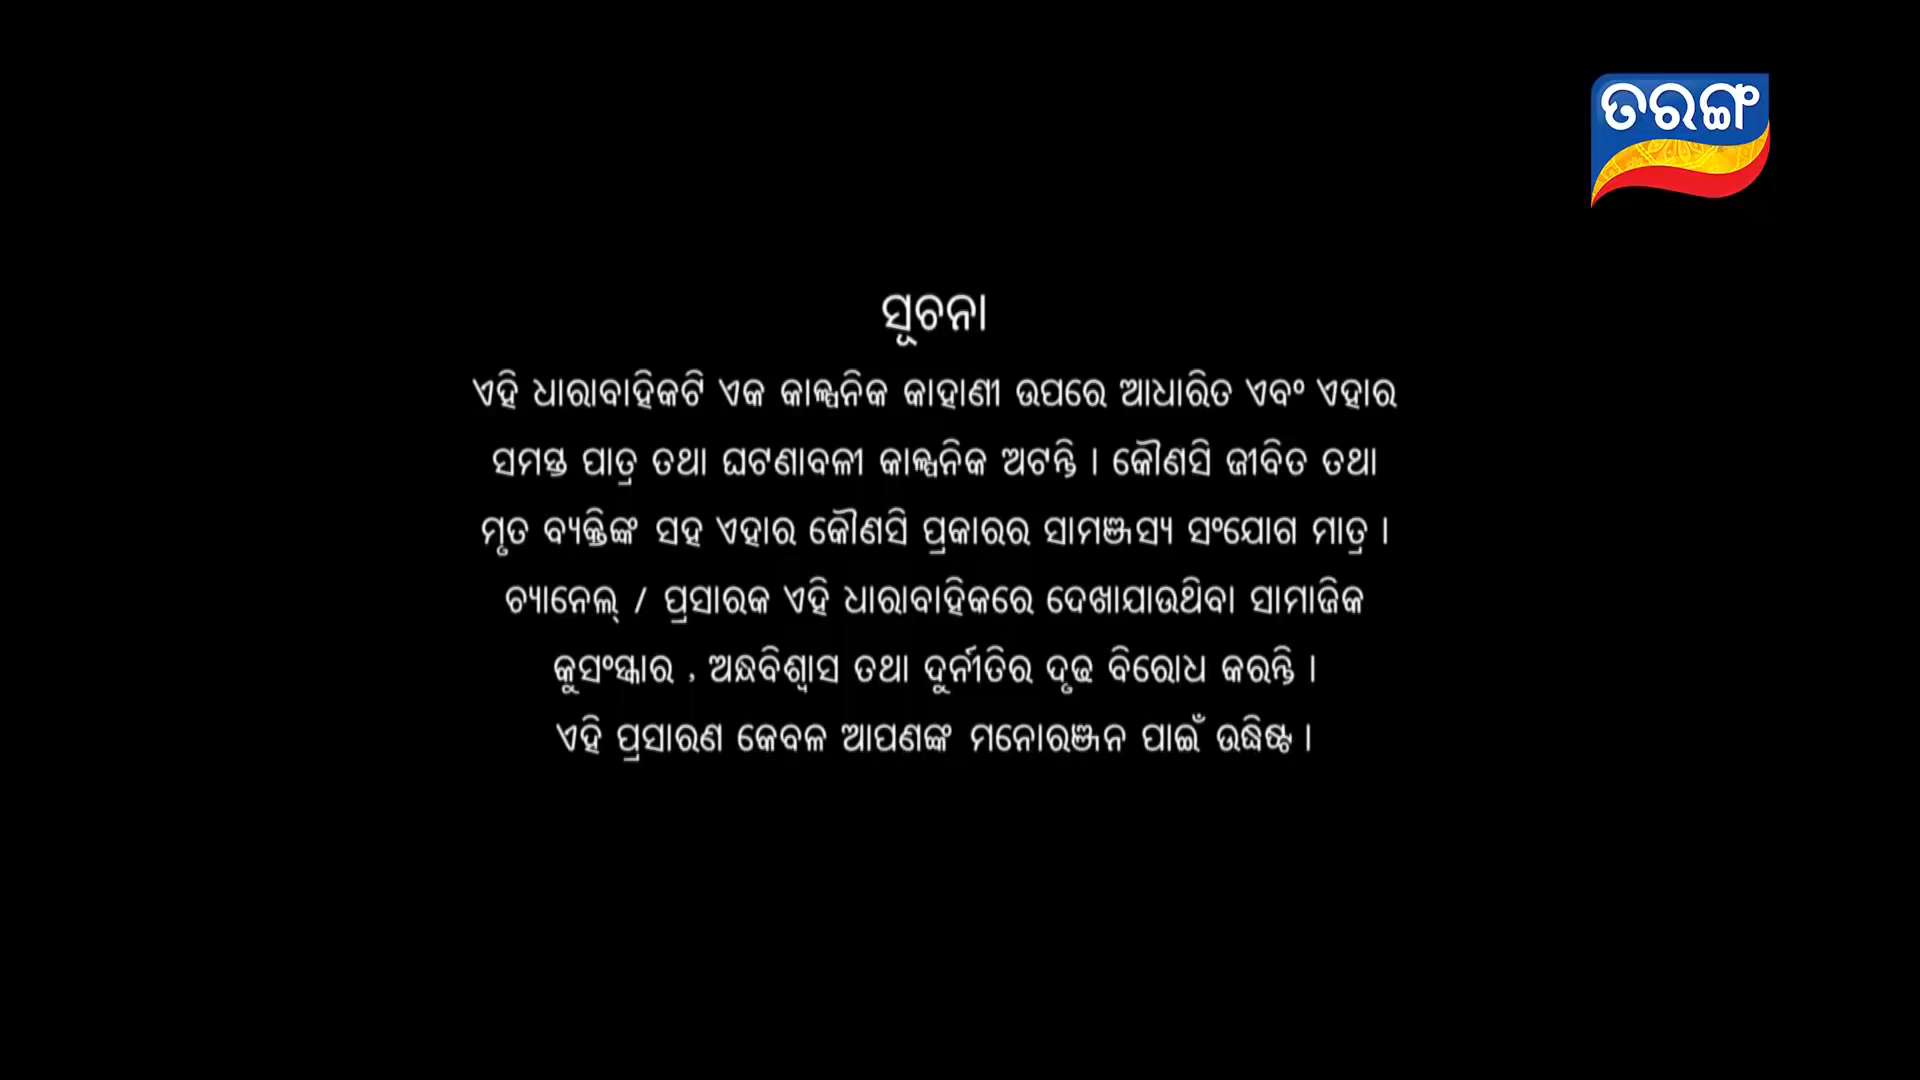 ତରଙ୍ଗ
ସୂଚନା
ଏହି ଧାରାବାହିକଟି ଏକ କାଳ୍ପନିକ କାହାଣୀ ଉପରେ ଆଧାରିତ ଏବଂ ଏହାର
ସମସ୍ତ ପାତ୍ର ତଥା ଘଟଣାବଳୀ କାଳ୍ପନିକ ଅଟନ୍ତି । କୌଣସି ଜୀବିତ ତଥା
ମୃତ ବ୍ୟକ୍ତିଙ୍କ ସହ ଏହାର କୌଣସି ପ୍ରକାରର ସାମଞ୍ଜସ୍ୟ ସଂଯୋଗ ମାତ୍ର ।
ଚ୍ୟାନେଲ୍ / ପ୍ରସାରକ ଏହି ଧାରାବାହିକରେ ଦେଖାଯାଉଥିବା ସାମାଜିକ
କୁସଂସ୍କାର , ଅନ୍ଧବିଶ୍ୱାସ ତଥା ଦୁର୍ନୀତିର ଦୃଢ ବିରୋଧ କରନ୍ତି ।
ଏହି ପ୍ରସାରଣ କେବଳ ଆପଣଙ୍କ ମନୋରଞ୍ଜନ ପାଇଁ ଉଦ୍ଧିଷ୍ଟ ।